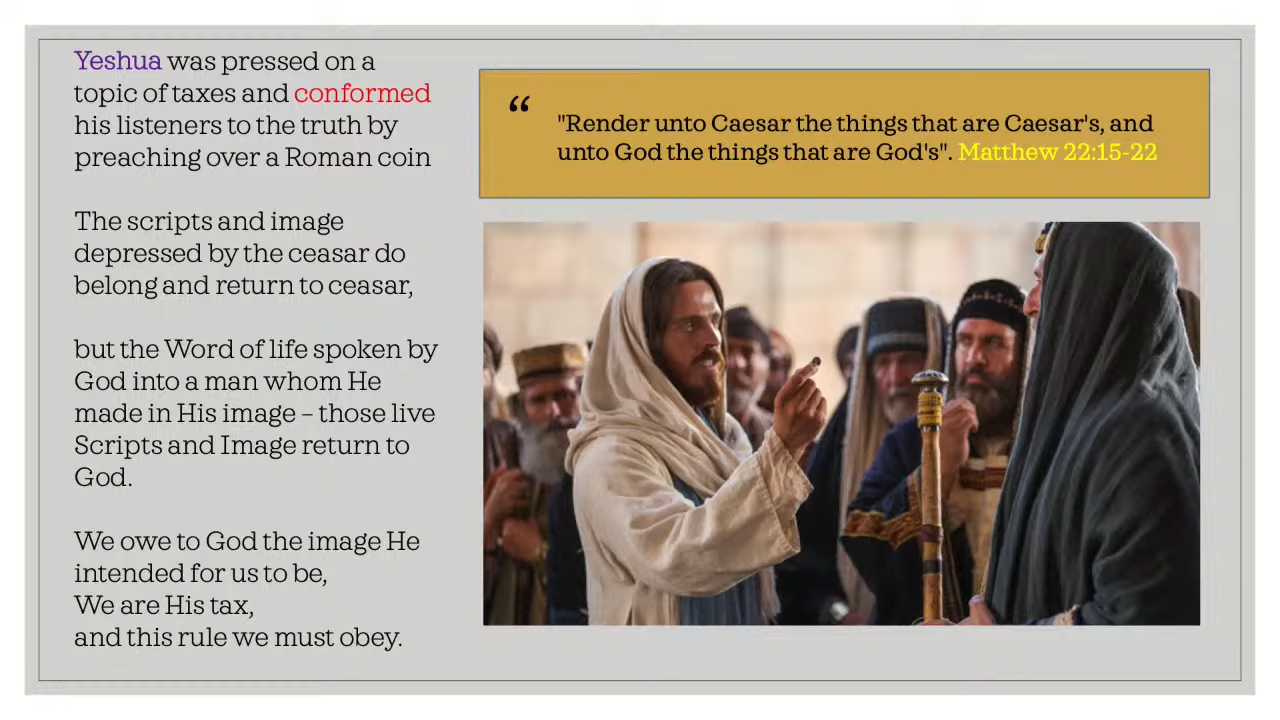 Yeshua was pressed on a
topic of taxes and conformed
his listeners to the truth by
preaching over a Roman coin
The scripts and image
depressed by the ceasar do
belong and return to ceasar,
but the Word of life spoken by
God into a man whom He
made in His image – those live
Scripts and Image return to
God.
We owe to God the image He
intended for us to be,
We are His tax,
and this rule we must obey.
“
"Render unto Caesar the things that are Caesar's, and
unto God the things that are God's". Matthew 22:15-22